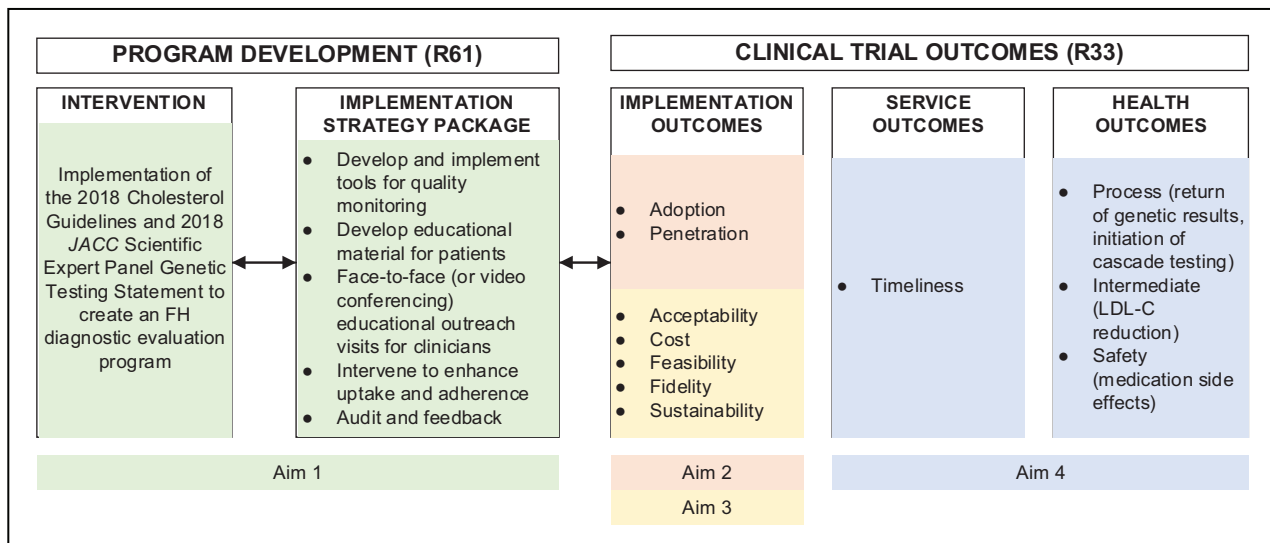 PROGRAM DEVELOPMENT (R61)
INTERVENTION
Implementation of
the 2018 Cholesterol
Guidelines and 2018
JACC Scientific
Expert Panel Genetic
Testing Statement to
create an FH
diagnostic evaluation
program
IMPLEMENTATION
STRATEGY PACKAGE
● Develop and implement
tools for quality
monitoring
● Develop educational
material for patients
● Face-to-face (or video
conferencing)
educational outreach
visits for clinicians
● Intervene to enhance
uptake and adherence
● Audit and feedback
Aim 1
CLINICAL TRIAL OUTCOMES (R33)
IMPLEMENTATION
OUTCOMES
● Adoption
● Penetration
● Acceptability
● Cost
● Feasibility
● Fidelity
● Sustainability
Aim 2
Aim 3
SERVICE
OUTCOMES
● Timeliness
HEALTH
OUTCOMES
● Process (return
of genetic results,
initiation of
cascade testing)
● Intermediate
(LDL-C
reduction)
● Safety
(medication side
effects)
Aim 4